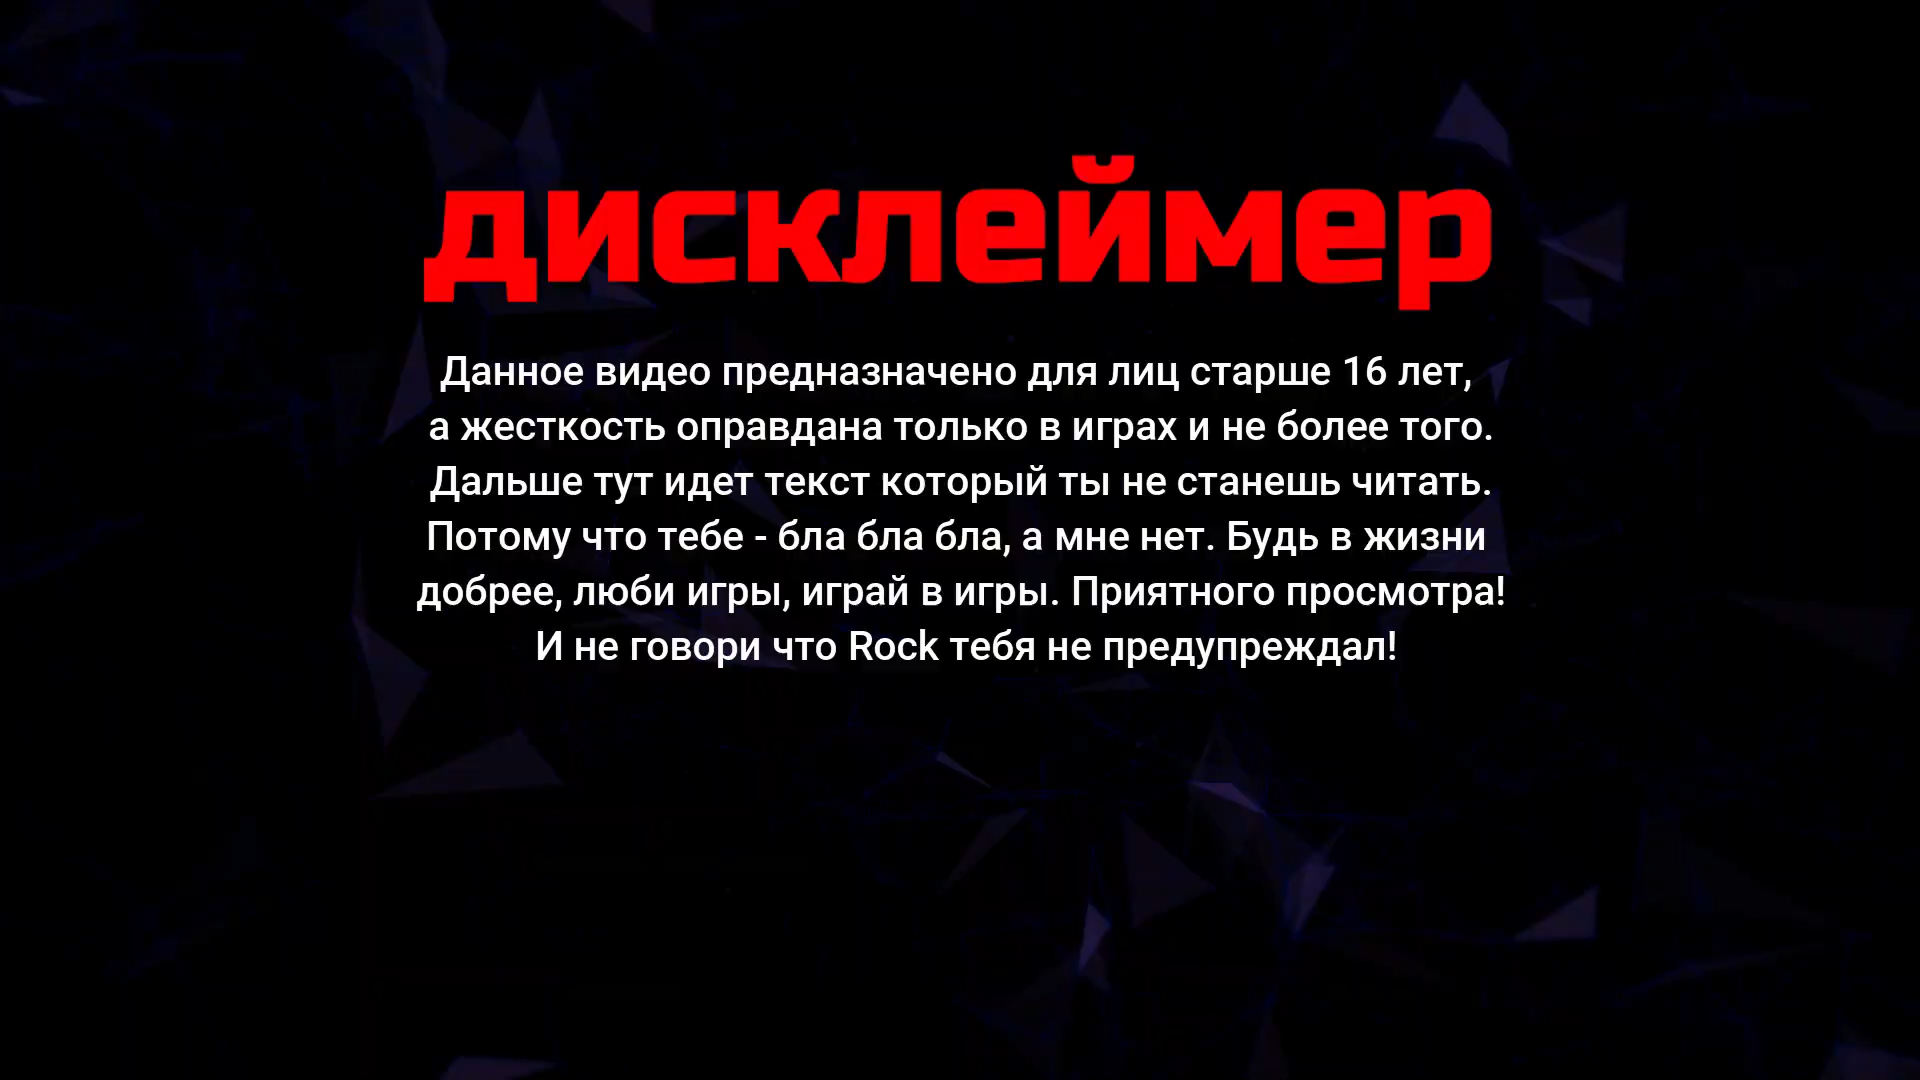 дисклеймер
Данное видео предназначено для лиц старше 16 лет,
а жесткость оправдана только в играх и не более того.
Дальше тут идет текст который ты не станешь читать.
Потому что тебе - бла бла бла, а мне нет. Будь в жизни
добрее, люби игры, играй в игры. Приятного просмотра!
И не говори что Rock тебя не предупреждал!